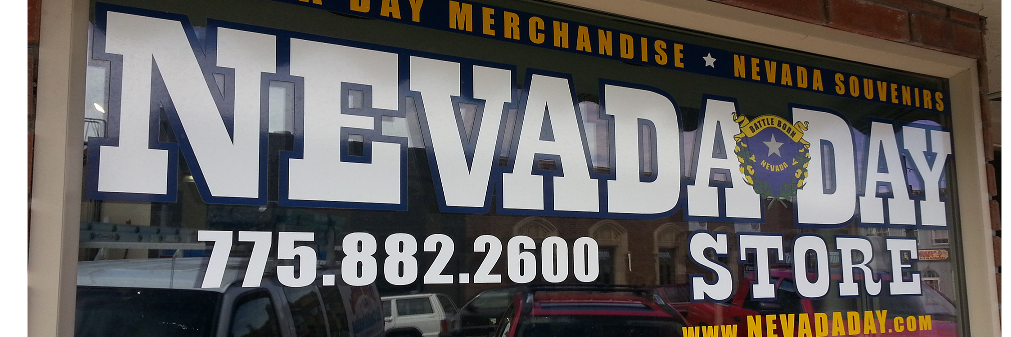 DAY MERCHANDISE ★ NEVADA SOUVENIRS
NEVADA DAY
BATTLE BORN
NEVADA
775.882.2600
STORE
WWW.NEVADADAY.COM